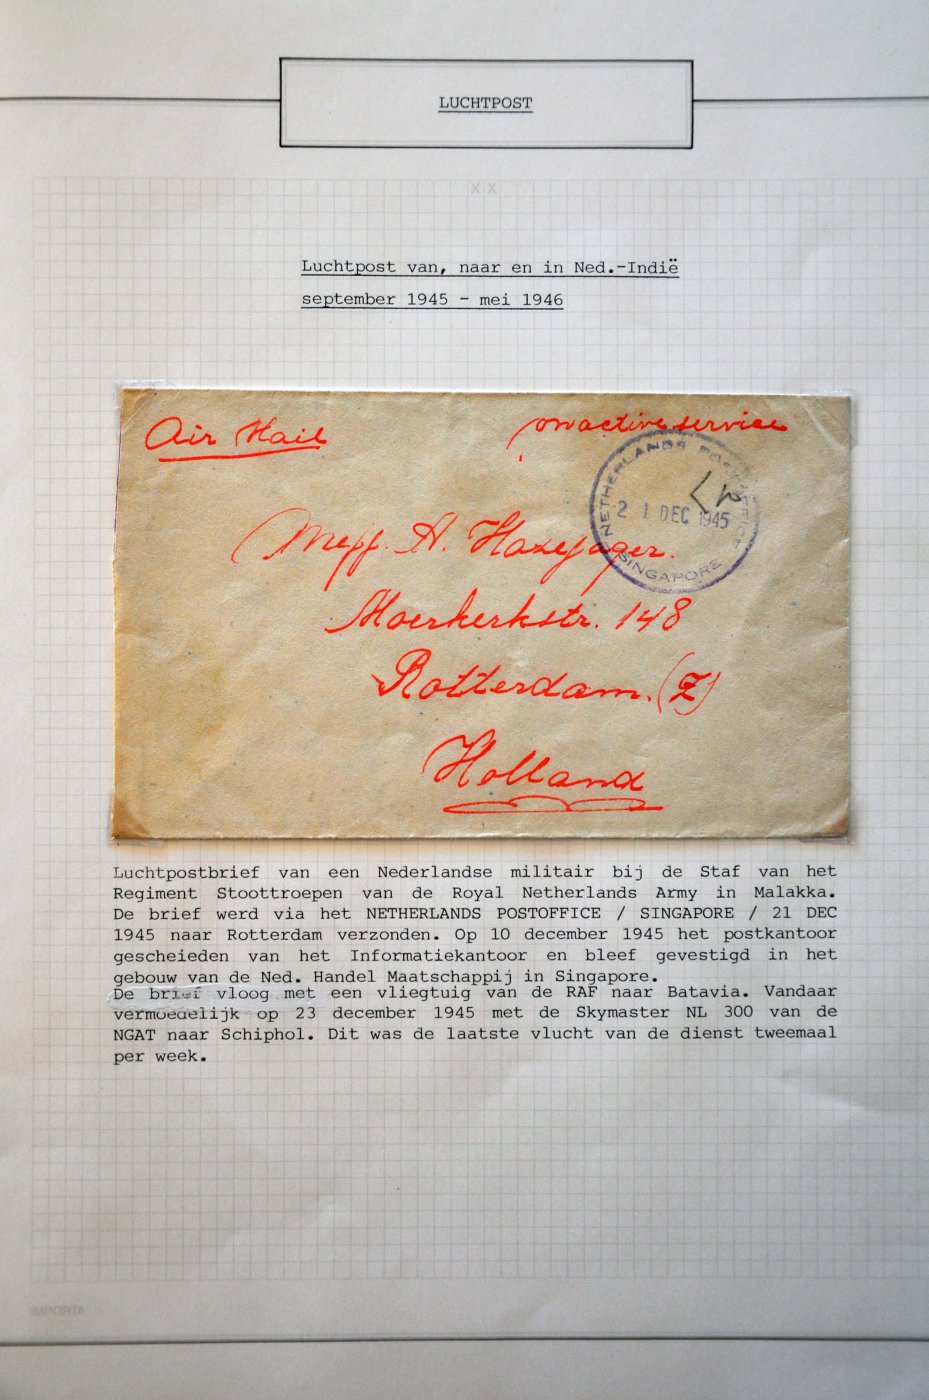 LUCHTPOST
X X
Luchtpost van, naar en in Ned.-Indië
september 1945 - mei 1946
Air Mail
on active service
NETHERLANDS POSTOFFICE
21 DEC 1945
SINGAPORE
Mejf. A. Hazejager.
Moerkerkstr. 148
Rotterdam. (Z)
Holland
Luchtpostbrief van een Nederlandse militair bij de Staf van het
Regiment Stoottroepen van de Royal Netherlands Army in Malakka.
De brief werd via het NETHERLANDS POSTOFFICE / SINGAPORE / 21 DEC
1945 naar Rotterdam verzonden. Op 10 december 1945 het postkantoor
gescheieden van het Informatiekantoor en bleef gevestigd in het
gebouw van de Ned. Handel Maatschappij in Singapore.
De brief vloog met een vliegtuig van de RAF naar Batavia. Vandaar
vermoedelijk op 23 december 1945 met de Skymaster NL 300 van de
NGAT naar Schiphol. Dit was de laatste vlucht van de dienst tweemaal
per week.
IMPORTA